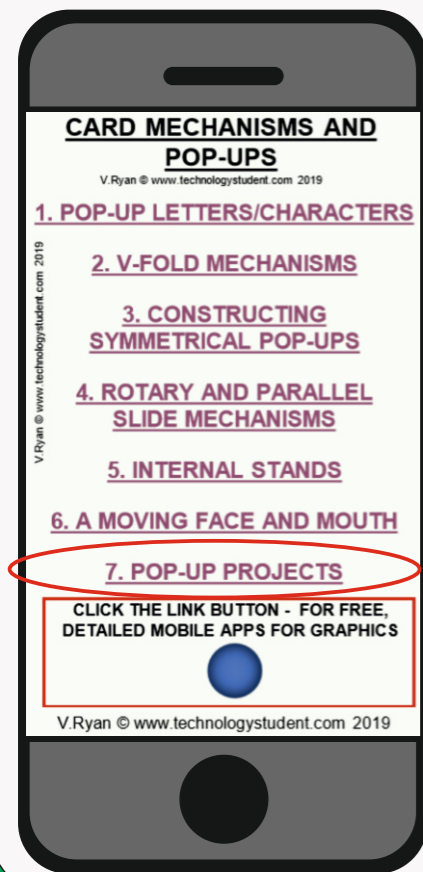 CARD MECHANISMS AND
POP-UPS
V.Ryan © www.technologystudent.com 2019
1. POP-UP LETTERS/CHARACTERS
V.Ryan © www.technologystudent.com 2019
2. V-FOLD MECHANISMS
3. CONSTRUCTING
SYMMETRICAL POP-UPS
4. ROTARY AND PARALLEL
SLIDE MECHANISMS
5. INTERNAL STANDS
6. A MOVING FACE AND MOUTH
7. POP-UP PROJECTS
CLICK THE LINK BUTTON - FOR FREE,
DETAILED MOBILE APPS FOR GRAPHICS
V.Ryan © www.technologystudent.com 2019